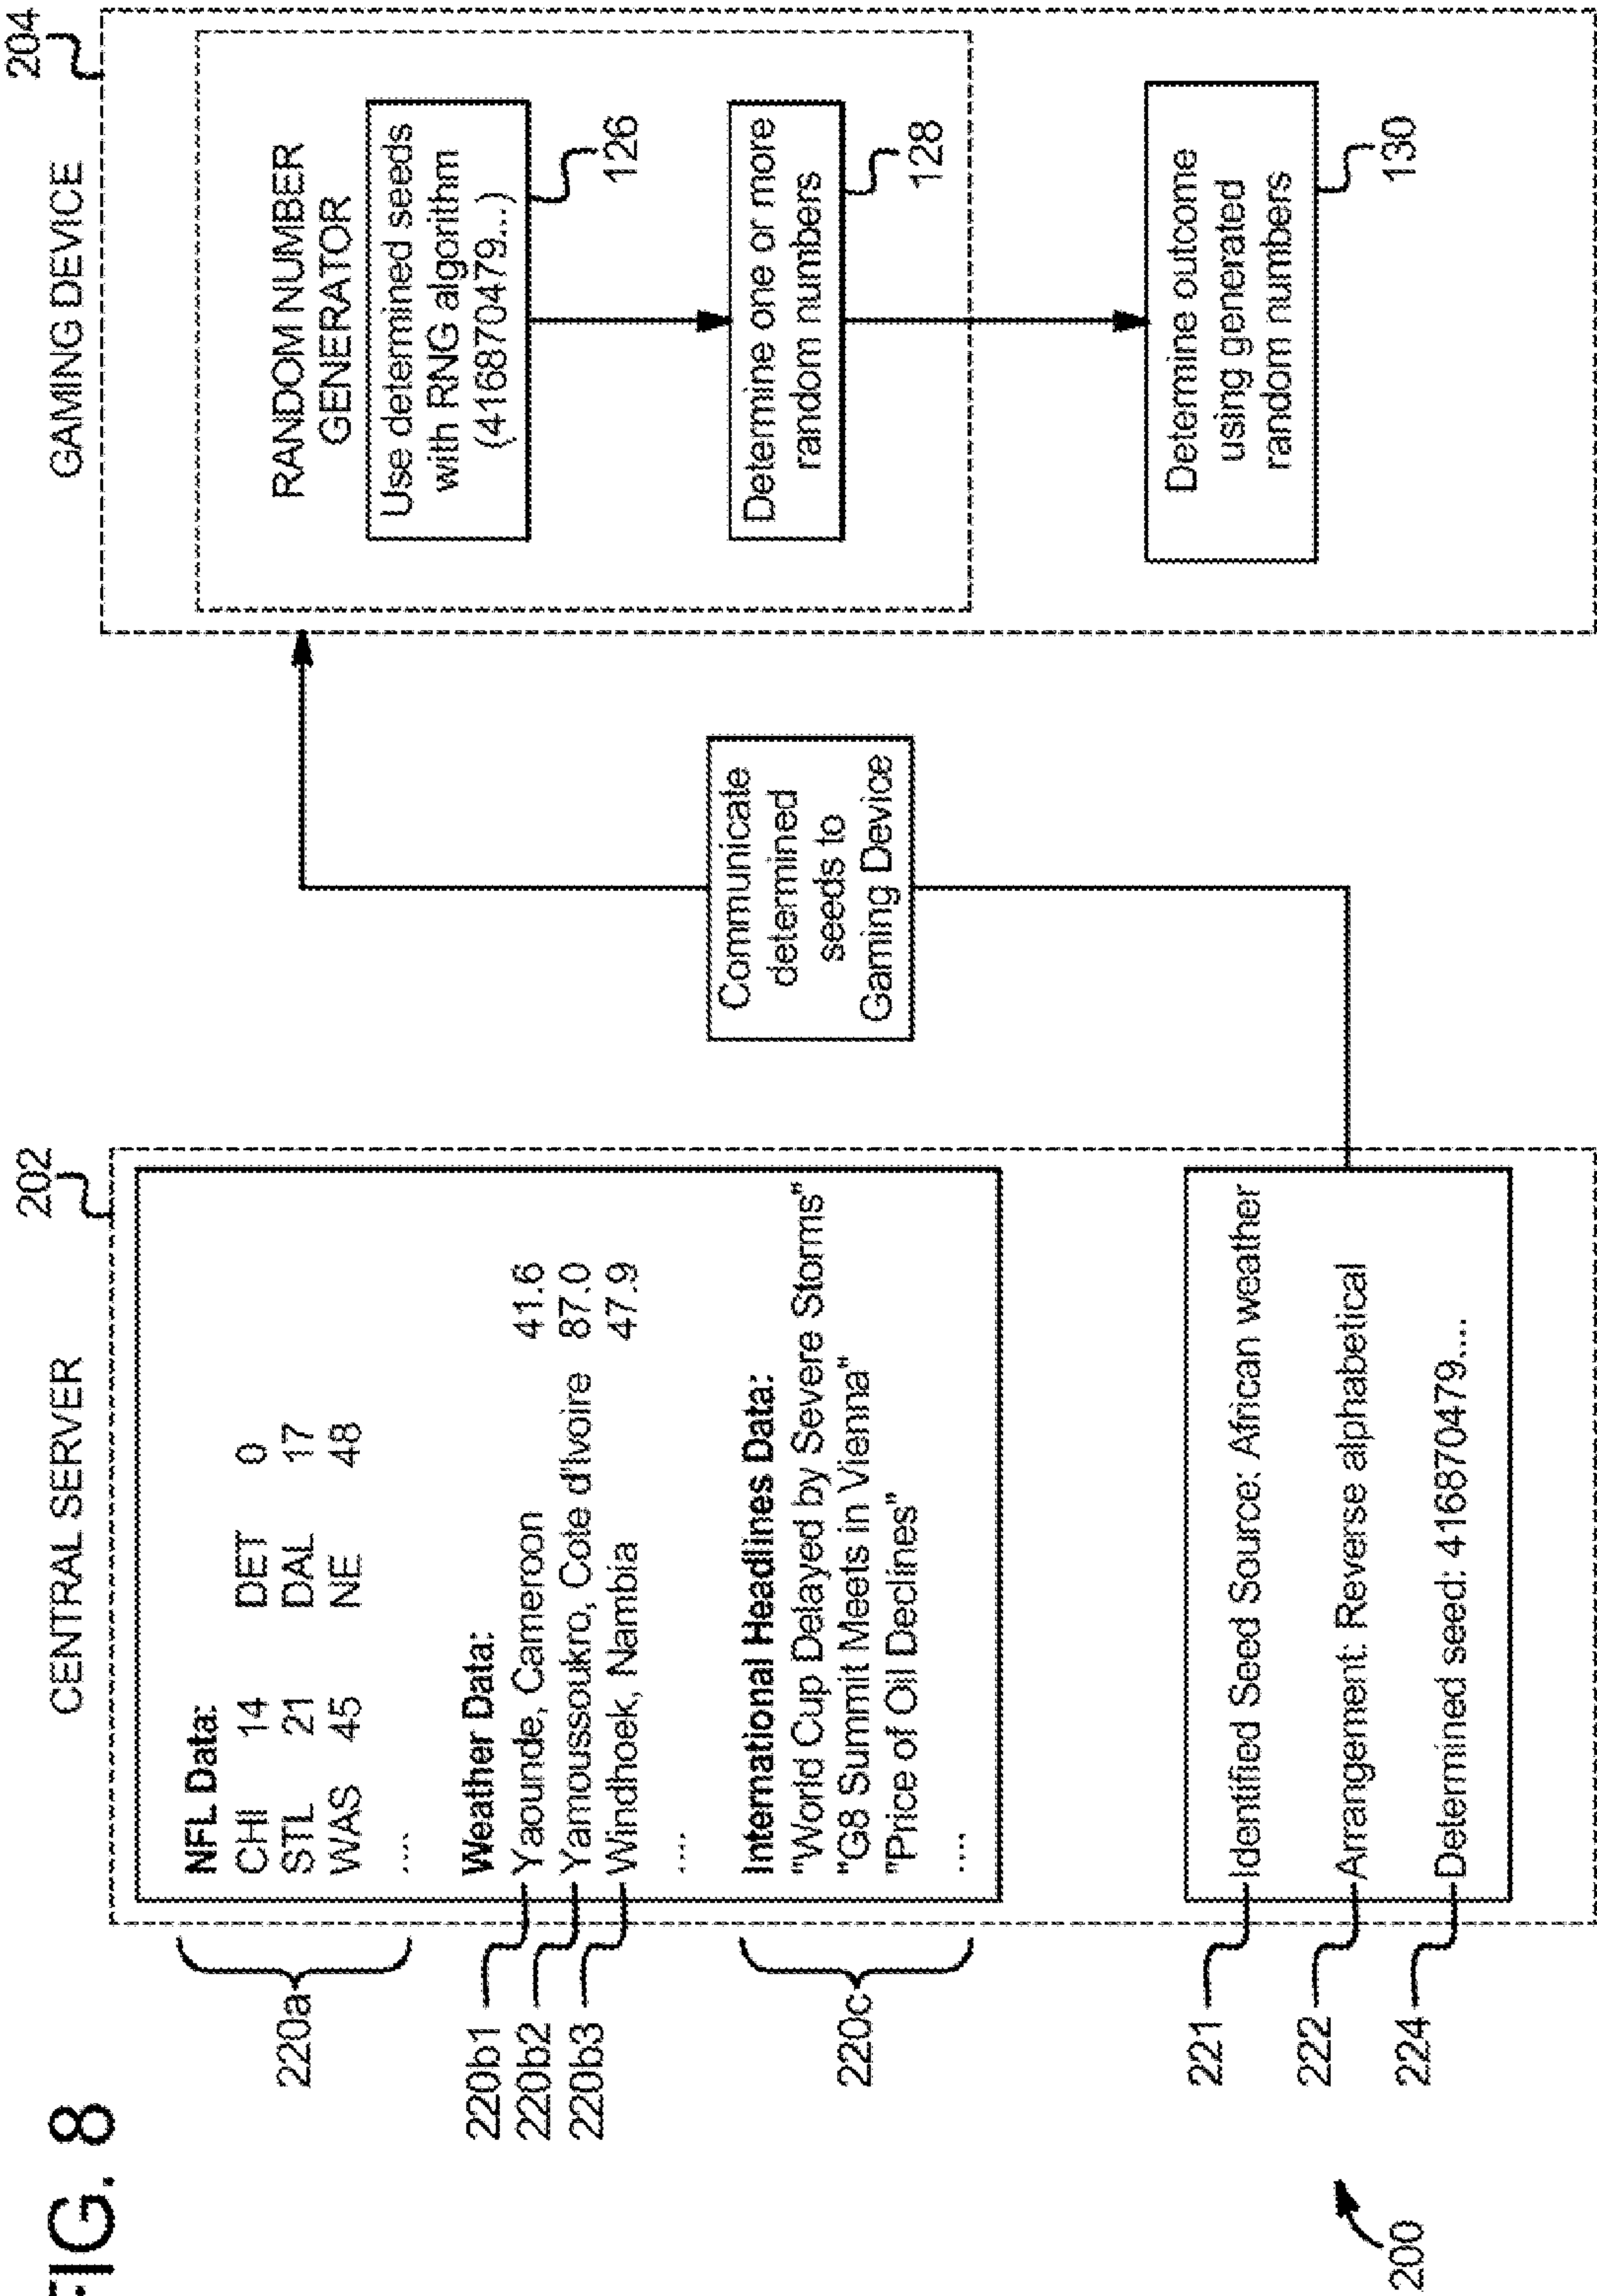 FIG. 8
CENTRAL SERVER
202
NFL Data:
CHI 14 DET 0
STL 21 DAL 17
WAS 45 NE 48
....
220a
Weather Data:
Yaounde, Cameroon 41.6
Yamoussoukro, Cote d'Ivoire 87.0
Windhoek, Nambia 47.9
....
220b1
220b2
220b3
International Headlines Data:
"World Cup Delayed by Severe Storms"
"G8 Summit Meets in Vienna"
"Price of Oil Declines"
....
220c
Identified Seed Source: African weather
221
Arrangement: Reverse alphabetical
222
Determined seed: 416870479....
224
200
Communicate
determined
seeds to
Gaming Device
GAMING DEVICE
204
RANDOM NUMBER
GENERATOR
Use determined seeds
with RNG algorithm
(416870479...)
126
Determine one or more
random numbers
128
Determine outcome
using generated
random numbers
130